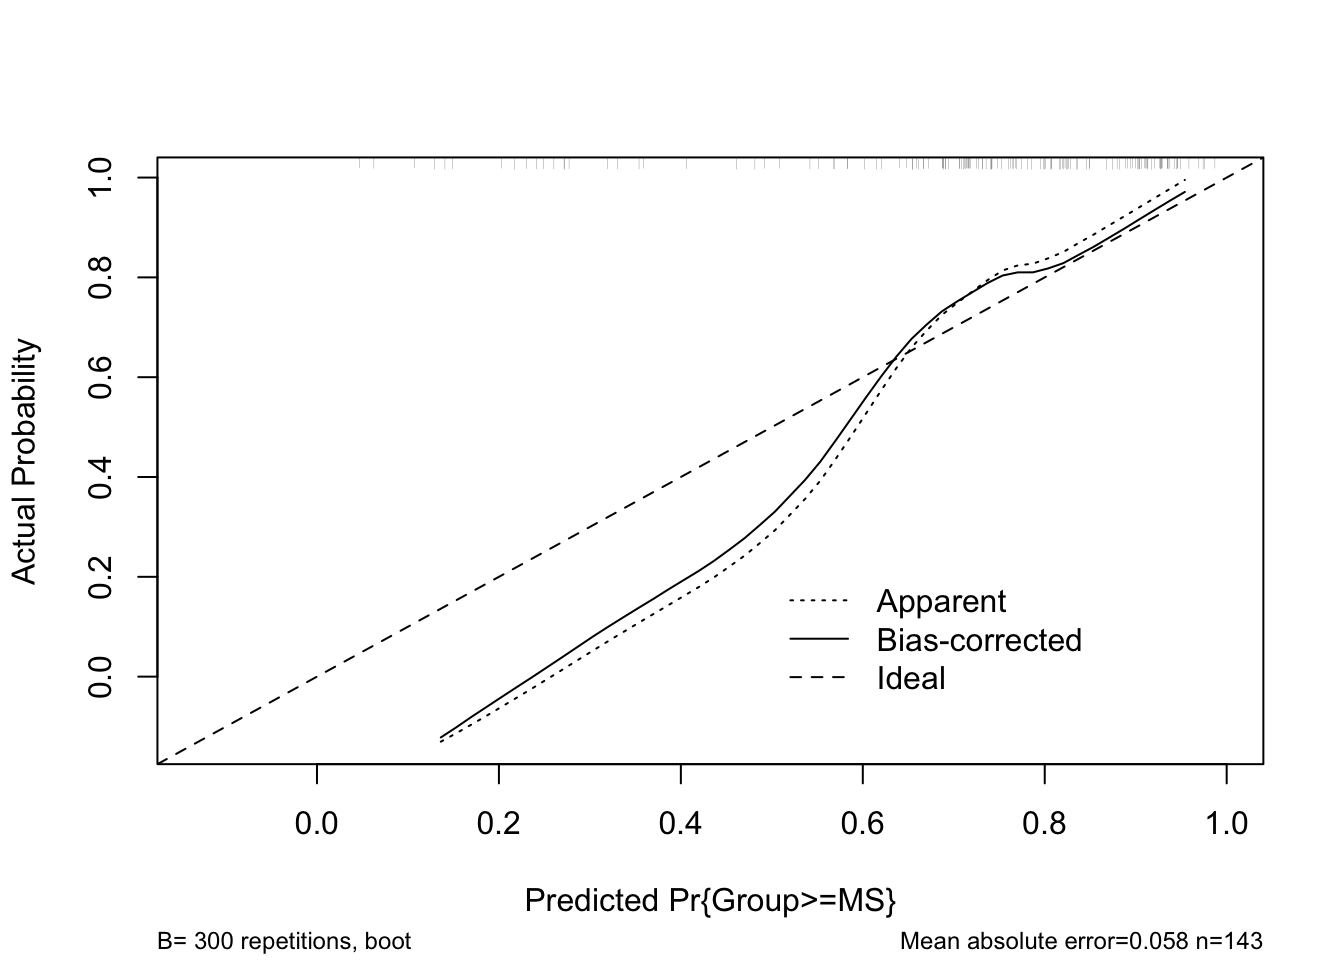 Actual Probability
1.0
0.8
0.6
0.4
0.2
0.0
Apparent
Bias-corrected
Ideal
0.0 0.2 0.4 0.6 0.8 1.0
Predicted Pr{Group>=MS}
B= 300 repetitions, boot
Mean absolute error=0.058 n=143